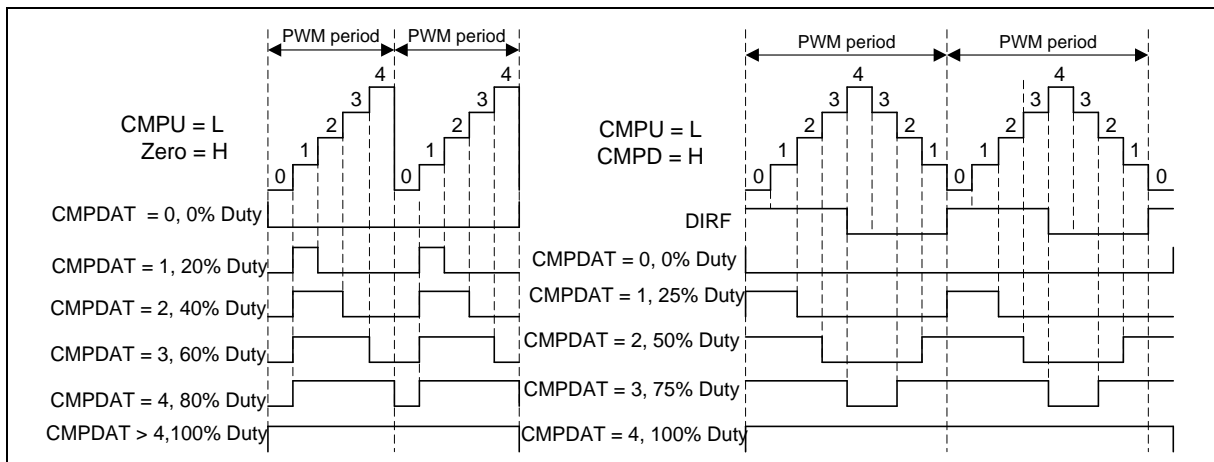 PWM period PWM period
4 4
3 3
2 2
1 1
0 0
CMPU = L
Zero = H
CMPDAT = 0, 0% Duty
CMPDAT = 1, 20% Duty
CMPDAT = 2, 40% Duty
CMPDAT = 3, 60% Duty
CMPDAT = 4, 80% Duty
CMPDAT > 4,100% Duty
PWM period PWM period
4 4
3 3 3 3
2 2 2 2
1 1 1 1
0 0 0
CMPU = L
CMPD = H
DIRF
CMPDAT = 0, 0% Duty
CMPDAT = 1, 25% Duty
CMPDAT = 2, 50% Duty
CMPDAT = 3, 75% Duty
CMPDAT = 4, 100% Duty